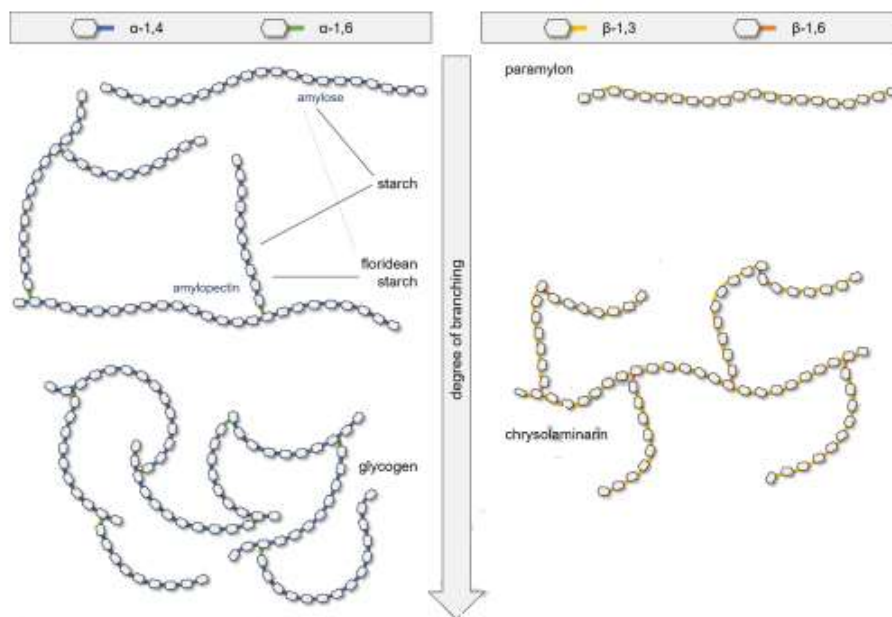 α-1,4
α-1,6
β-1,3
β-1,6
amylose
starch
floridean
starch
amylopectin
glycogen
degree of branching
paramylon
chrysolaminarin